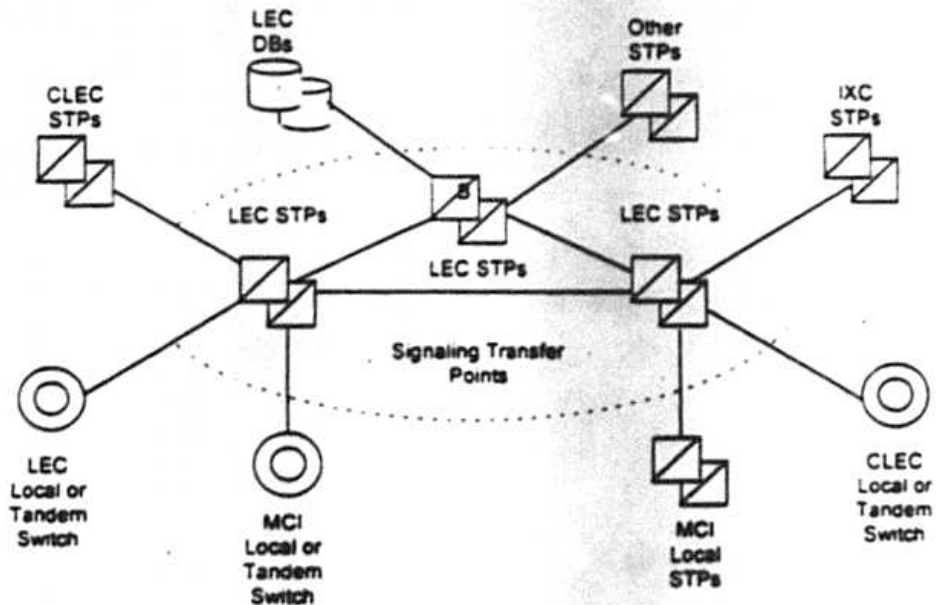 LEC
DBs
Other
STPs
CLEC
STPs
IXC
STPs
S
LEC STPs
LEC STPs
LEC STPs
Signaling Transfer
Points
LEC
Local or
Tandem
Switch
MCI
Local or
Tandem
Switch
MCI
Local
STPs
CLEC
Local or
Tandem
Switch